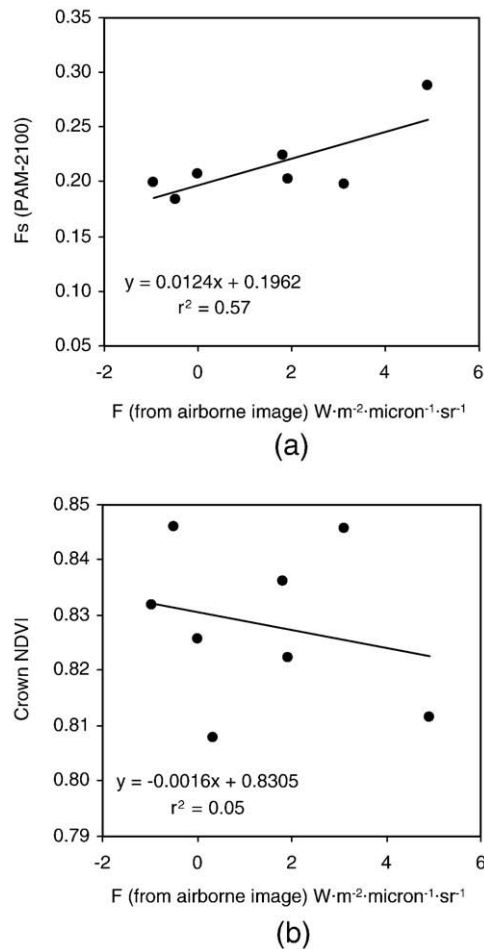 0.35
0.30
0.25
0.20
0.15
0.10
0.05
Fs (PAM-2100)
y = 0.0124x + 0.1962
r² = 0.57
-2 0 2 4 6
F (from airborne image) W·m⁻²·micron⁻¹·sr⁻¹
(a)
0.85
0.84
0.83
0.82
0.81
0.80
0.79
Crown NDVI
y = -0.0016x + 0.8305
r² = 0.05
-2 0 2 4 6
F (from airborne image) W·m⁻²·micron⁻¹·sr⁻¹
(b)